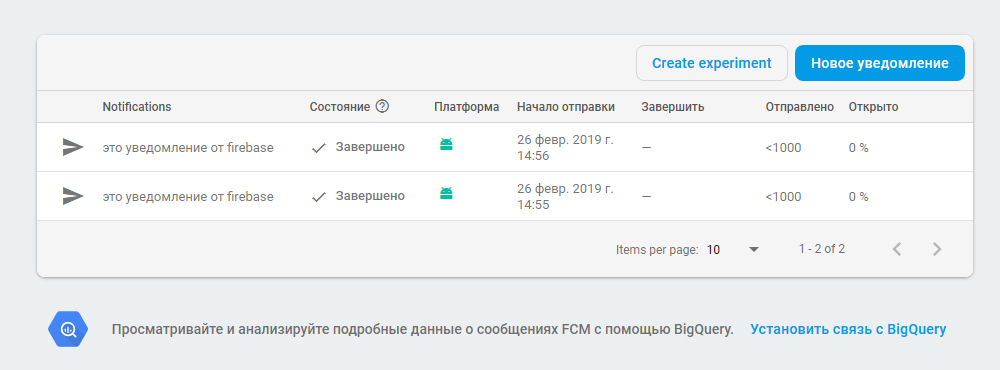 Create experiment Новое уведомление
Notifications Состояние Платформа Начало отправки Завершить Отправлено Открыто
это уведомление от firebase Завершено 26 февр. 2019 г. 14:56 — <1000 0 %
это уведомление от firebase Завершено 26 февр. 2019 г. 14:55 — <1000 0 %
Items per page: 10 1 - 2 of 2
Просматривайте и анализируйте подробные данные о сообщениях FCM с помощью BigQuery. Установить связь с BigQuery